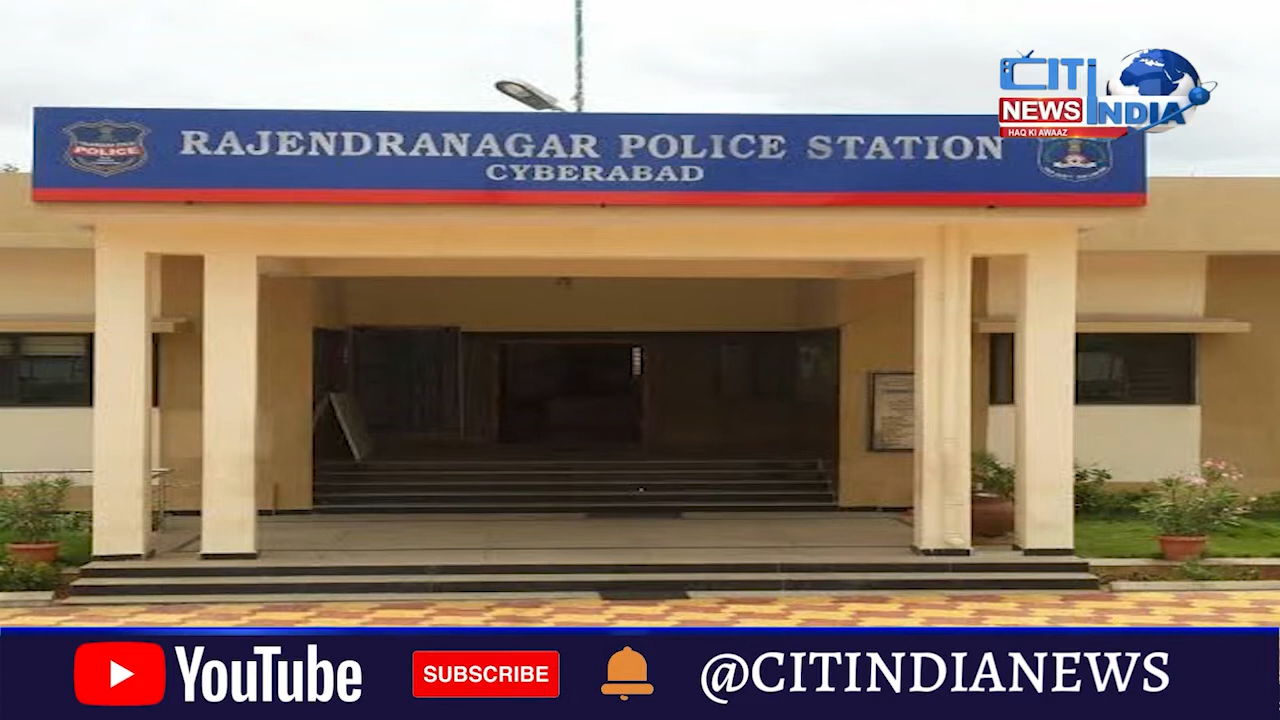 CITI
NEWS INDIA
HAQ KI AWAAZ
POLICE
RAJENDRANAGAR POLICE STATION
CYBERABAD
YouTube
SUBSCRIBE
@CITINDIANEWS